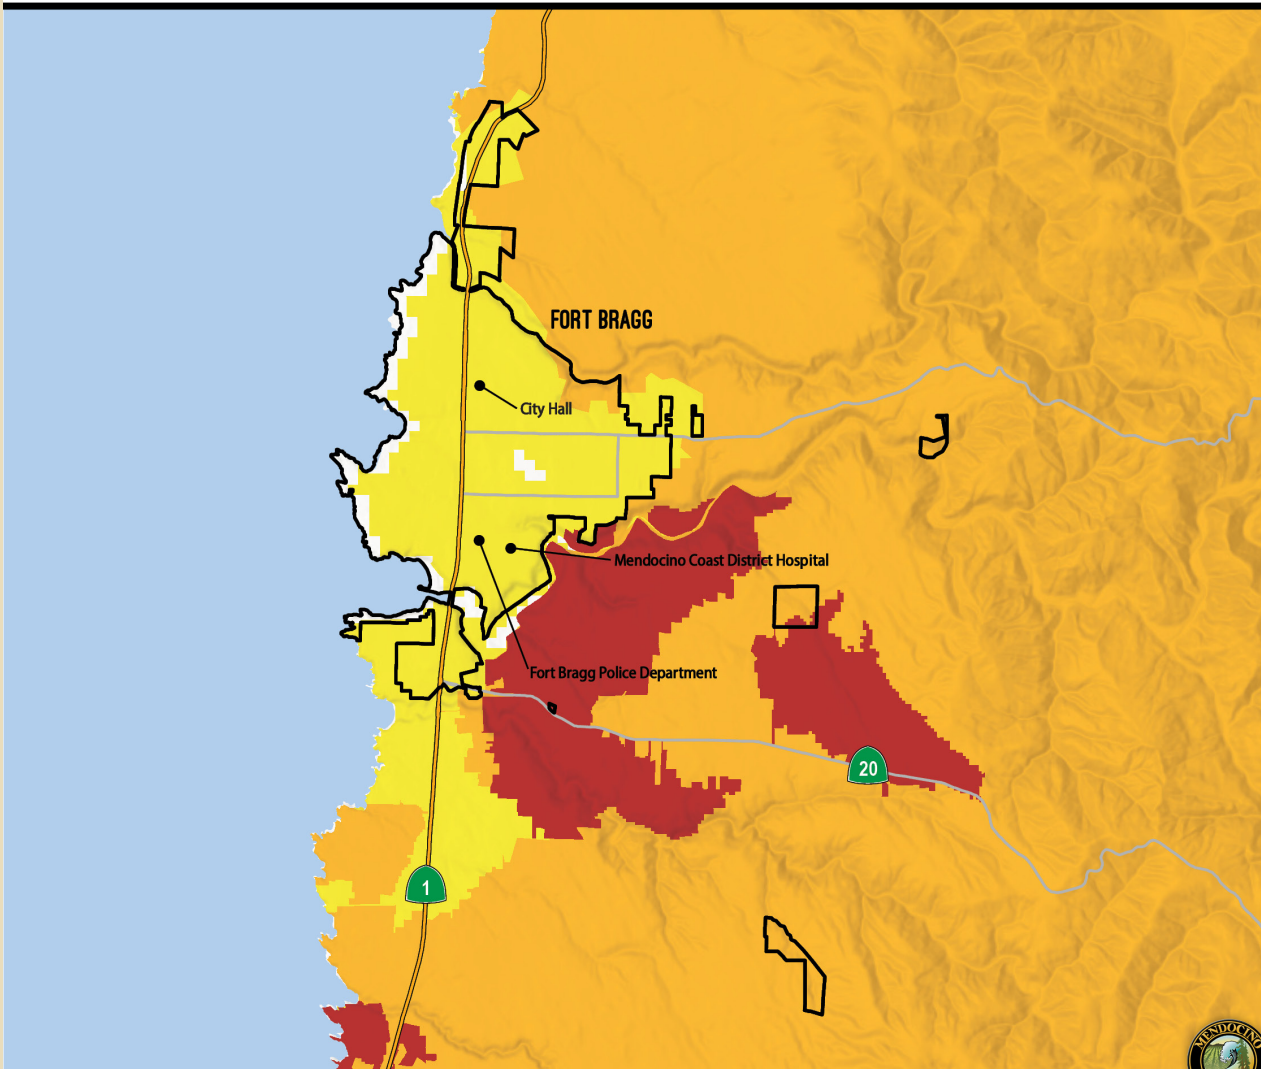 FORT BRAGG
City Hall
Mendocino Coast District Hospital
Fort Bragg Police Department
20
1
MENDOCINO